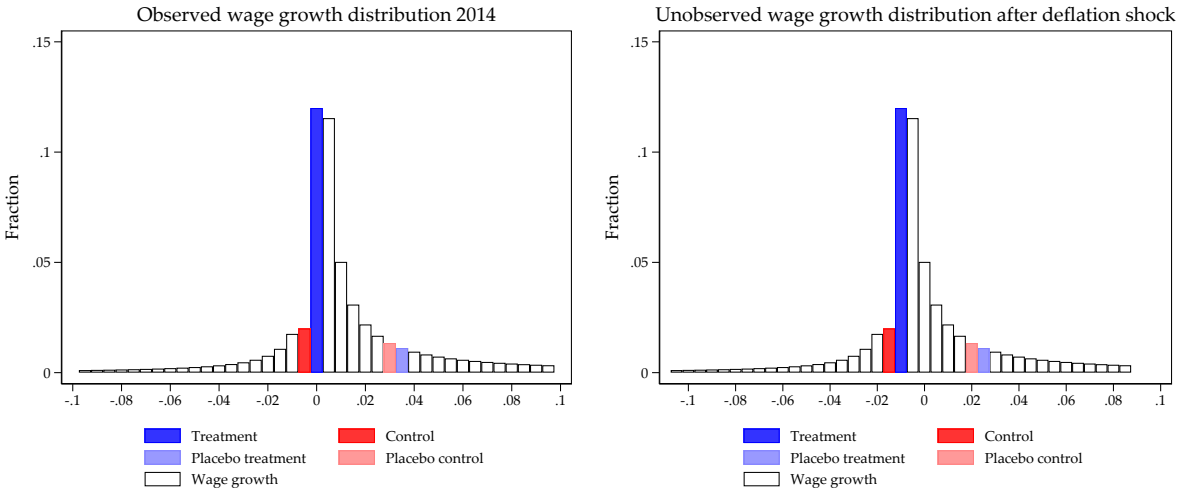 Observed wage growth distribution 2014
Fraction
.15
.1
.05
0
-.1 -.08 -.06 -.04 -.02 0 .02 .04 .06 .08 .1
Treatment Control
Placebo treatment Placebo control
Wage growth
Unobserved wage growth distribution after deflation shock
Fraction
.15
.1
.05
0
-.1 -.08 -.06 -.04 -.02 0 .02 .04 .06 .08 .1
Treatment Control
Placebo treatment Placebo control
Wage growth